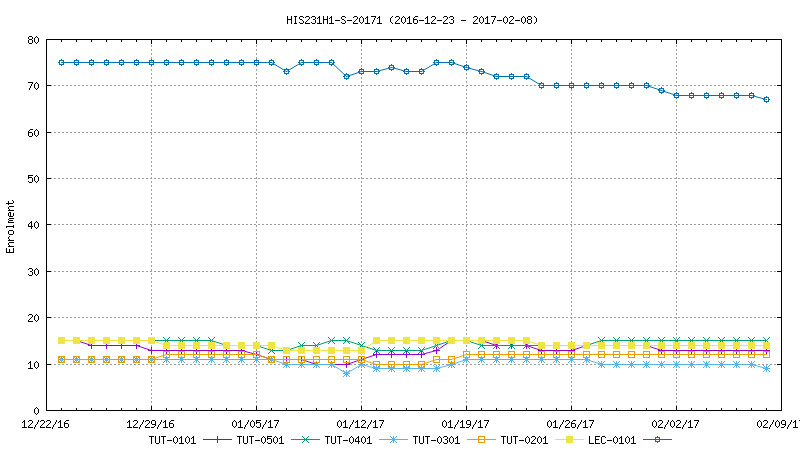 HIS231H1-S-20171 (2016-12-23 - 2017-02-08)
80
70
60
50
40
30
20
10
0
Enrolment
12/22/16 12/29/16 01/05/17 01/12/17 01/19/17 01/26/17 02/02/17 02/09/17
TUT-0101 TUT-0501 TUT-0401 TUT-0301 TUT-0201 LEC-0101